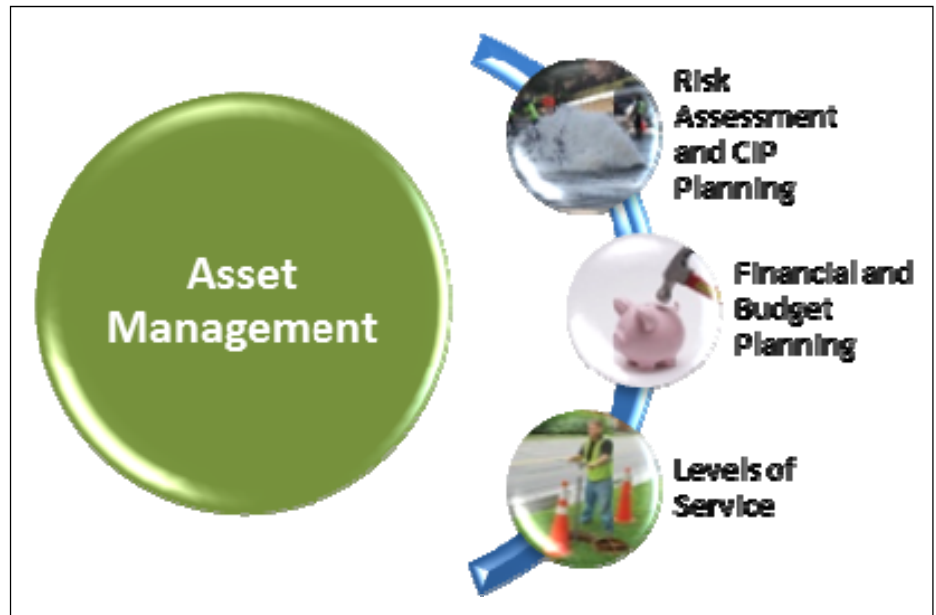 Asset
Management
Risk
Assessment
and CIP
Planning
Financial and
Budget
Planning
Levels of
Service